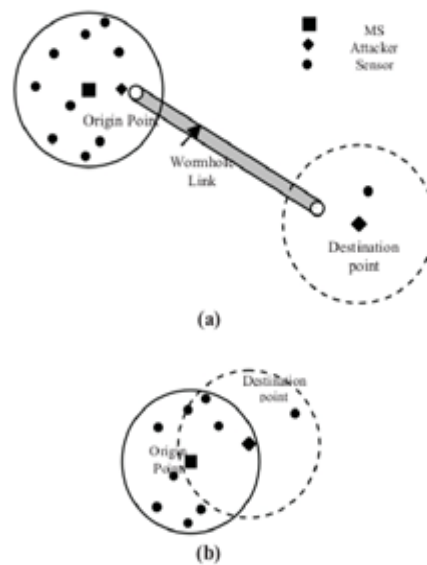 MS
Attacker
Sensor
Origin Point
Wormhole
Link
Destination
point
(a)
Destination
point
Origin
Point
(b)